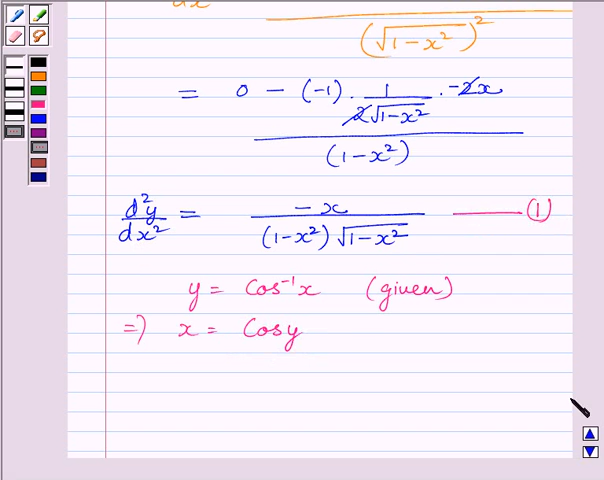 dx (√1-x²)²
= 0 - (-1) · 1/(2√1-x²) · -2x
(1-x²)
d²y/dx² = -x/((1-x²)√1-x²) ——— ①
y = Cos⁻¹x (given)
=) x = Cosy